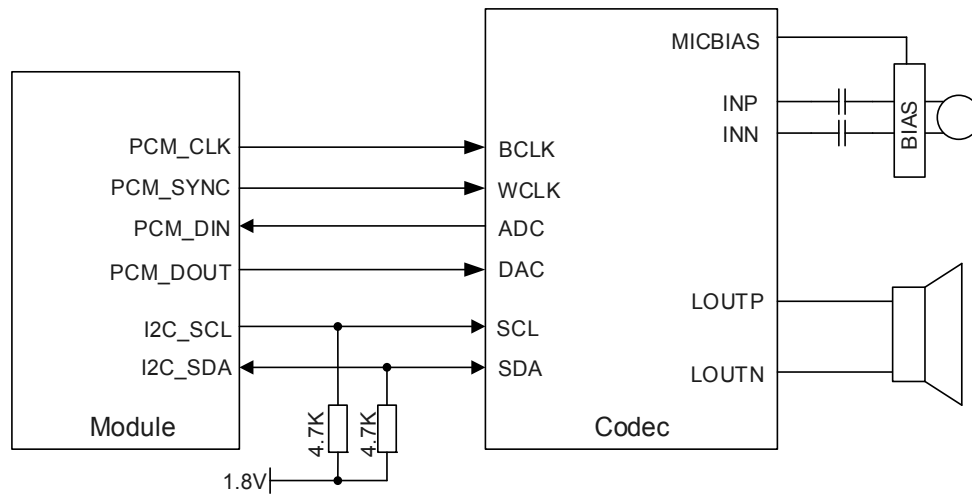 PCM_CLK
PCM_SYNC
PCM_DIN
PCM_DOUT
I2C_SCL
I2C_SDA
Module
4.7K
4.7K
1.8V
BCLK
WCLK
ADC
DAC
SCL
SDA
MICBIAS
INP
INN
LOUTP
LOUTN
Codec
BIAS